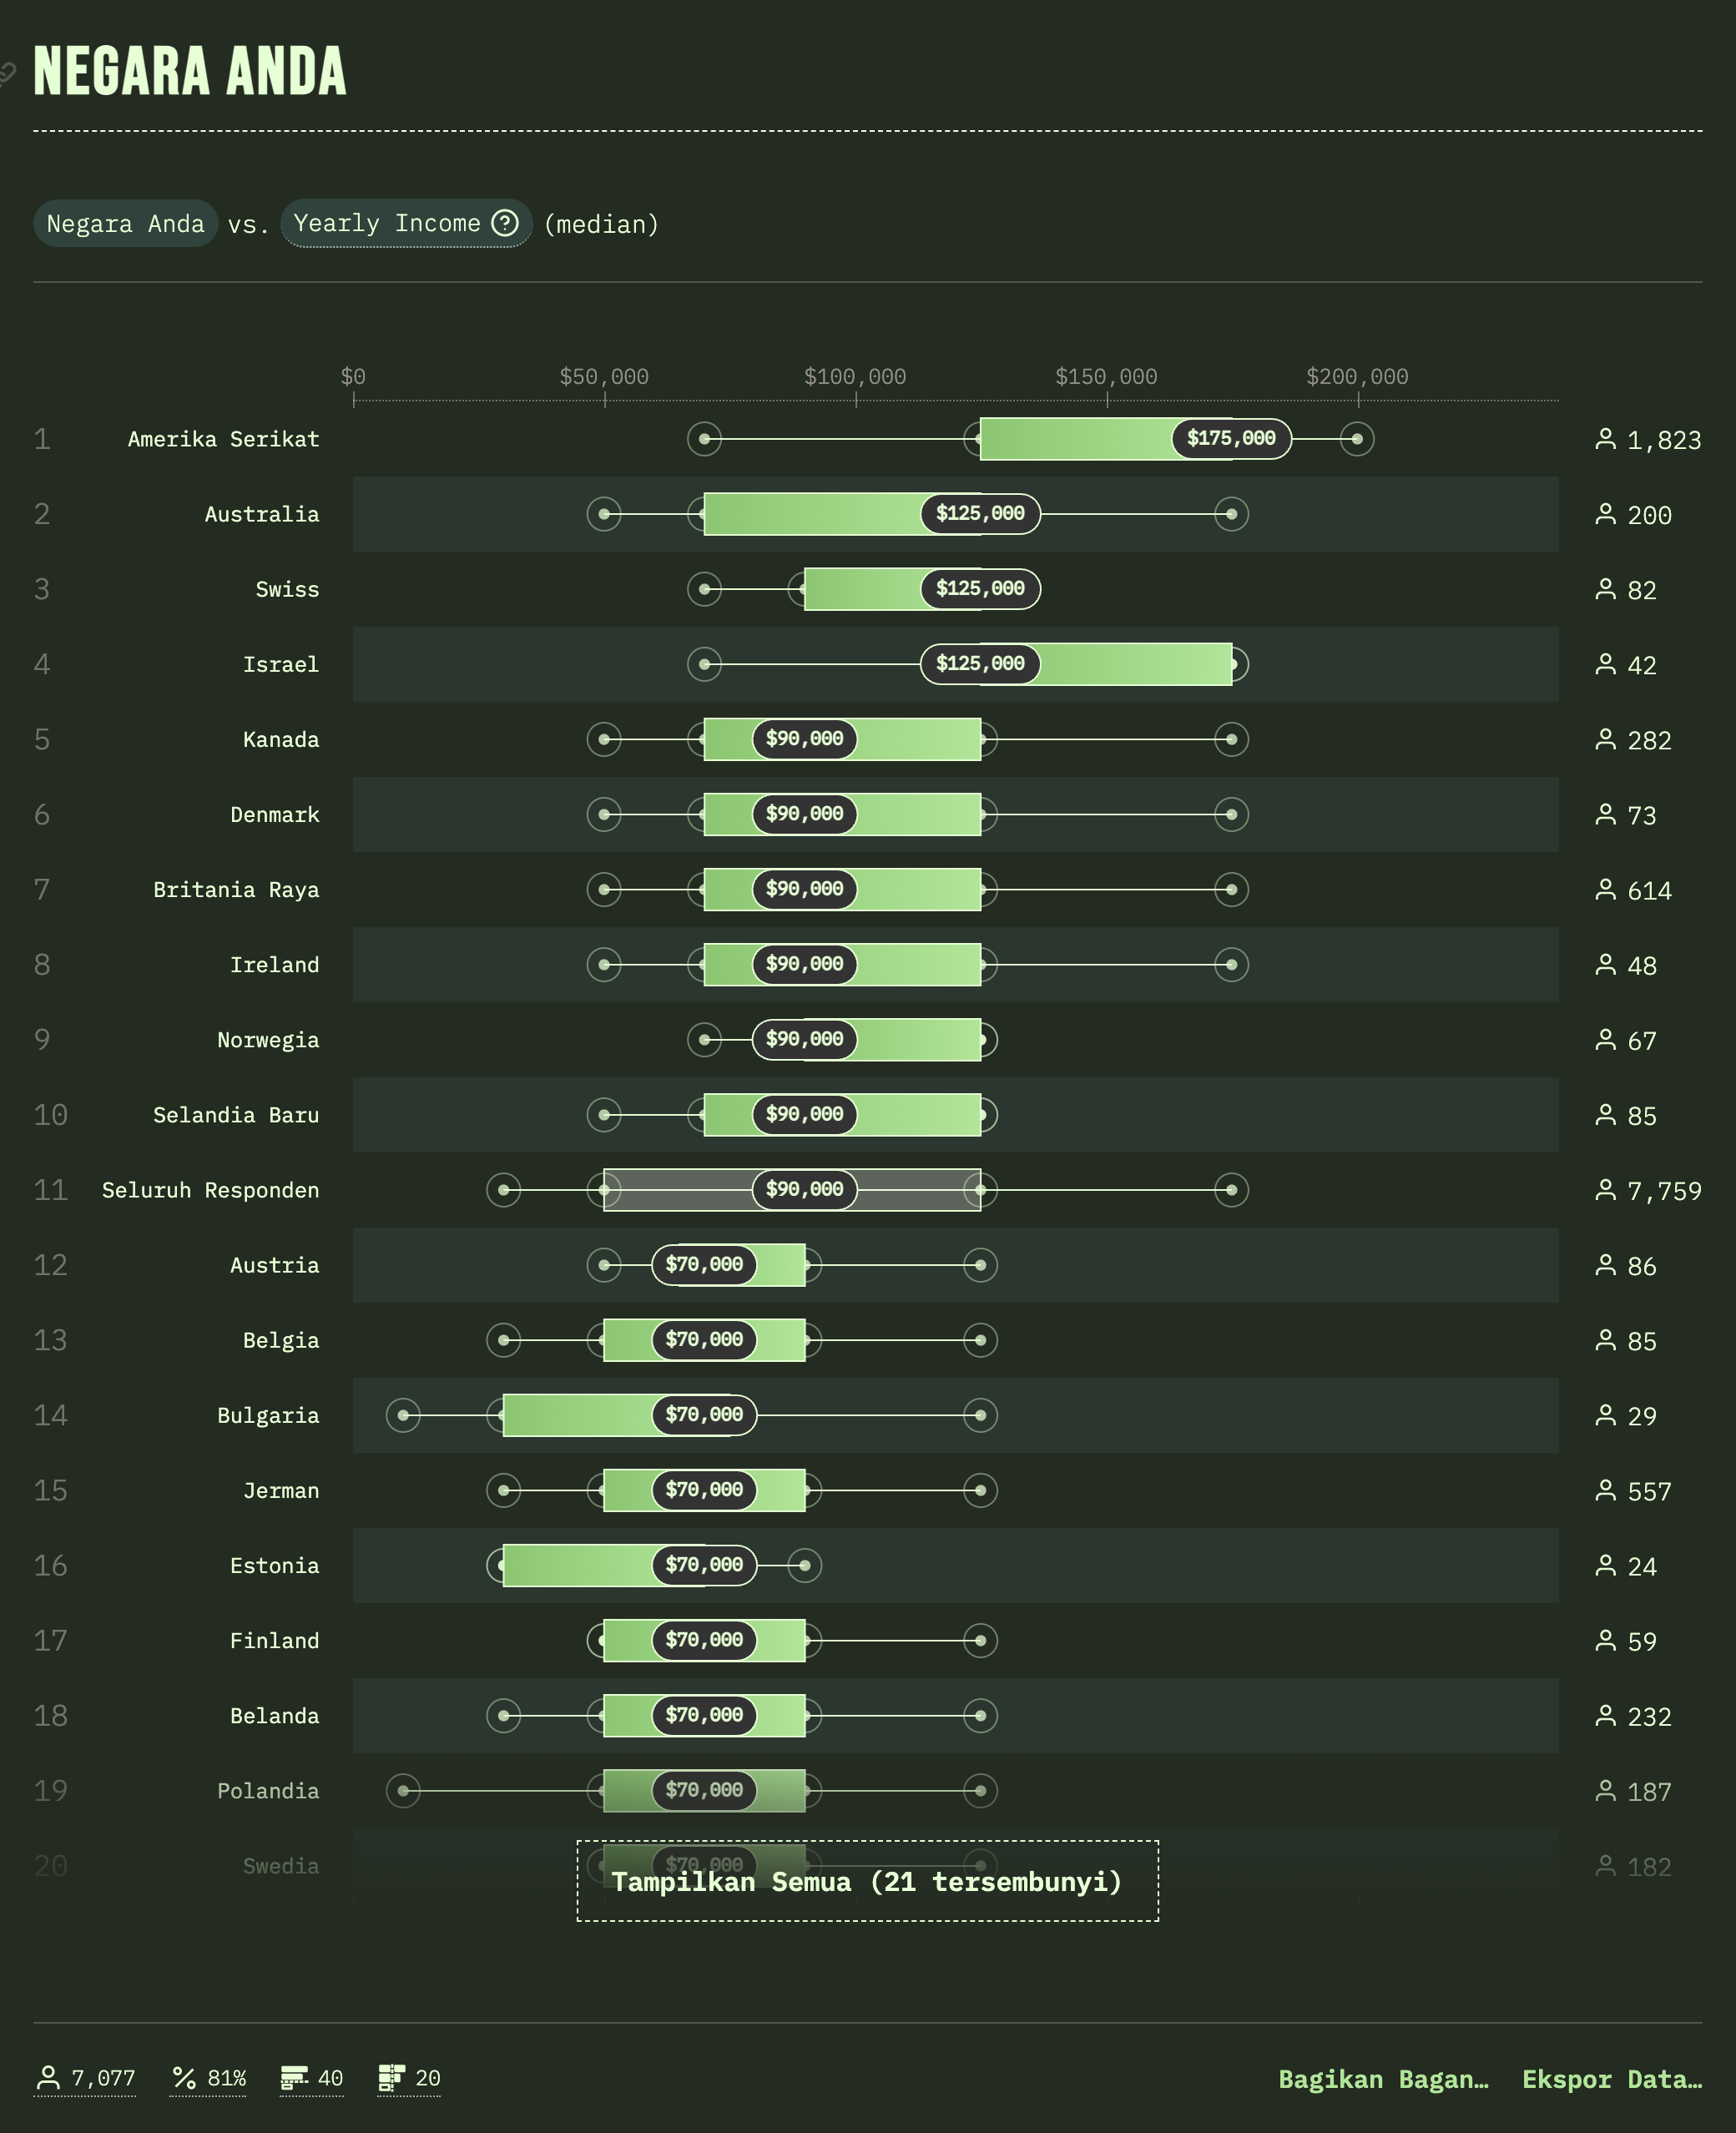 NEGARA ANDA
Negara Anda vs. Yearly Income ? (median)
$0 $50,000 $100,000 $150,000 $200,000
1 Amerika Serikat $175,000 1,823
2 Australia $125,000 200
3 Swiss $125,000 82
4 Israel $125,000 42
5 Kanada $90,000 282
6 Denmark $90,000 73
7 Britania Raya $90,000 614
8 Ireland $90,000 48
9 Norwegia $90,000 67
10 Selandia Baru $90,000 85
11 Seluruh Responden $90,000 7,759
12 Austria $70,000 86
13 Belgia $70,000 85
14 Bulgaria $70,000 29
15 Jerman $70,000 557
16 Estonia $70,000 24
17 Finland $70,000 59
18 Belanda $70,000 232
19 Polandia $70,000 187
20 Swedia $70,000 182
Tampilkan Semua (21 tersembunyi)
7,077 81% 40 20 Bagikan Bagan… Ekspor Data…